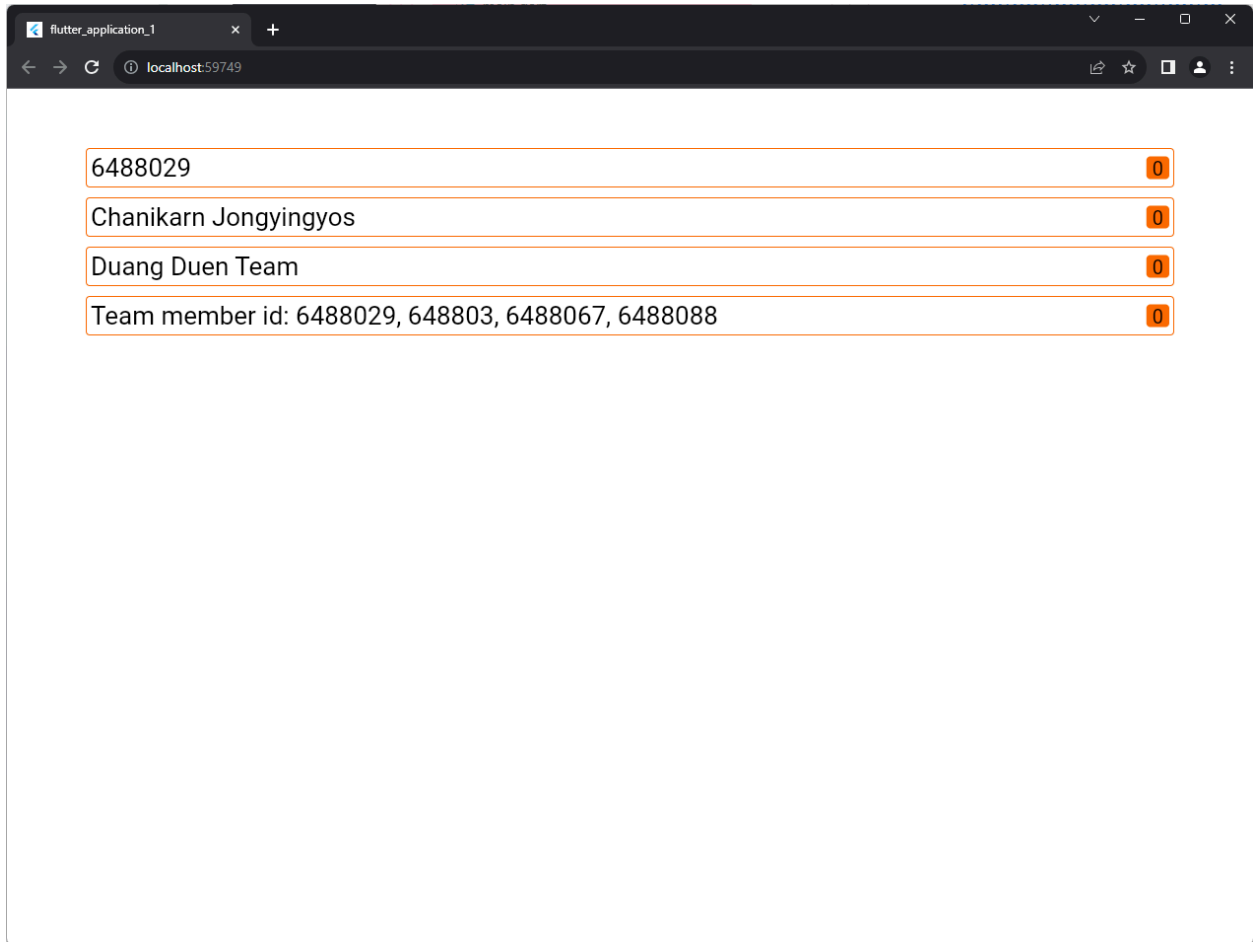 flutter_application_1
localhost:59749
6488029 0
Chanikarn Jongyingyos 0
Duang Duen Team 0
Team member id: 6488029, 648803, 6488067, 6488088 0